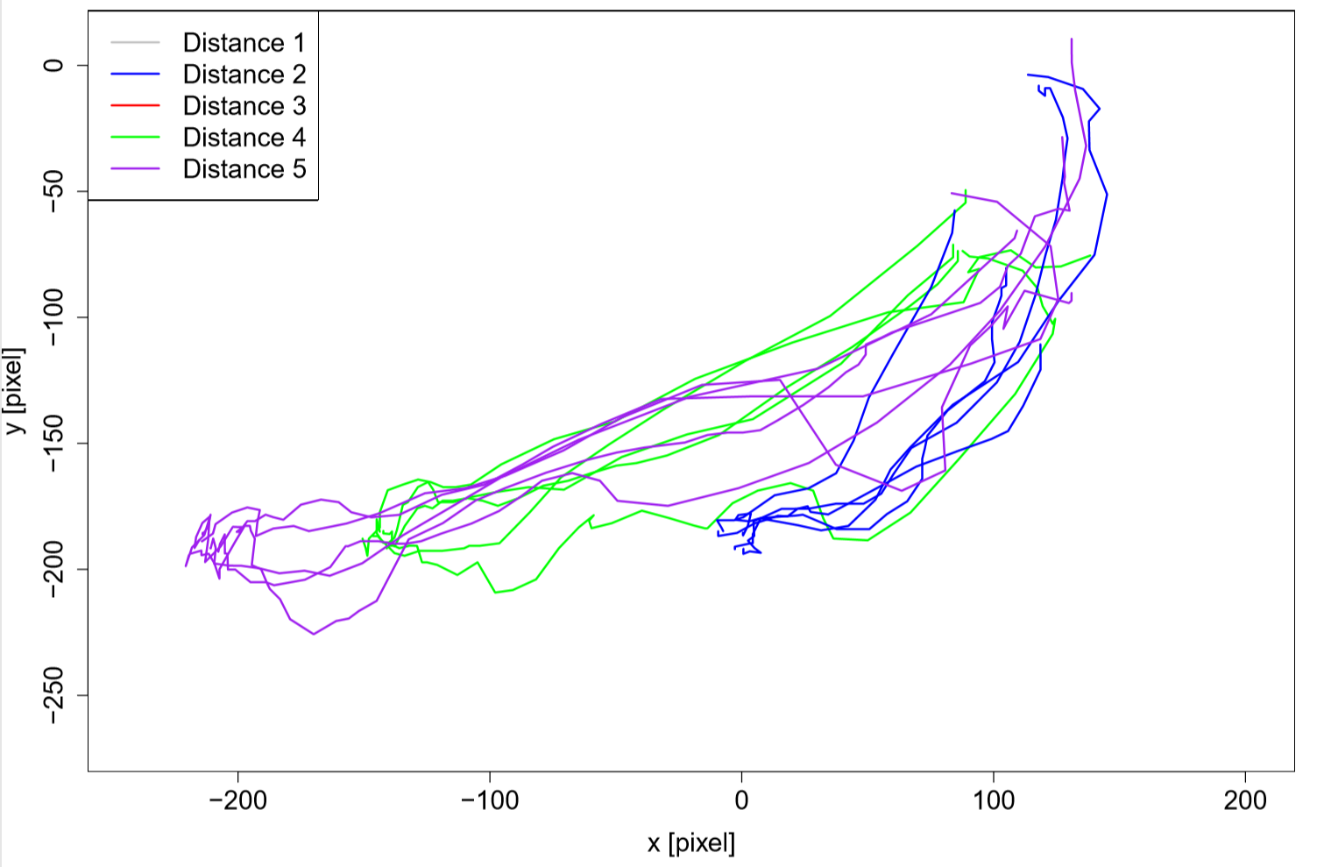 Distance 1
Distance 2
Distance 3
Distance 4
Distance 5
0
−50
−100
−150
−200
−250
y [pixel]
−200 −100 0 100 200
x [pixel]